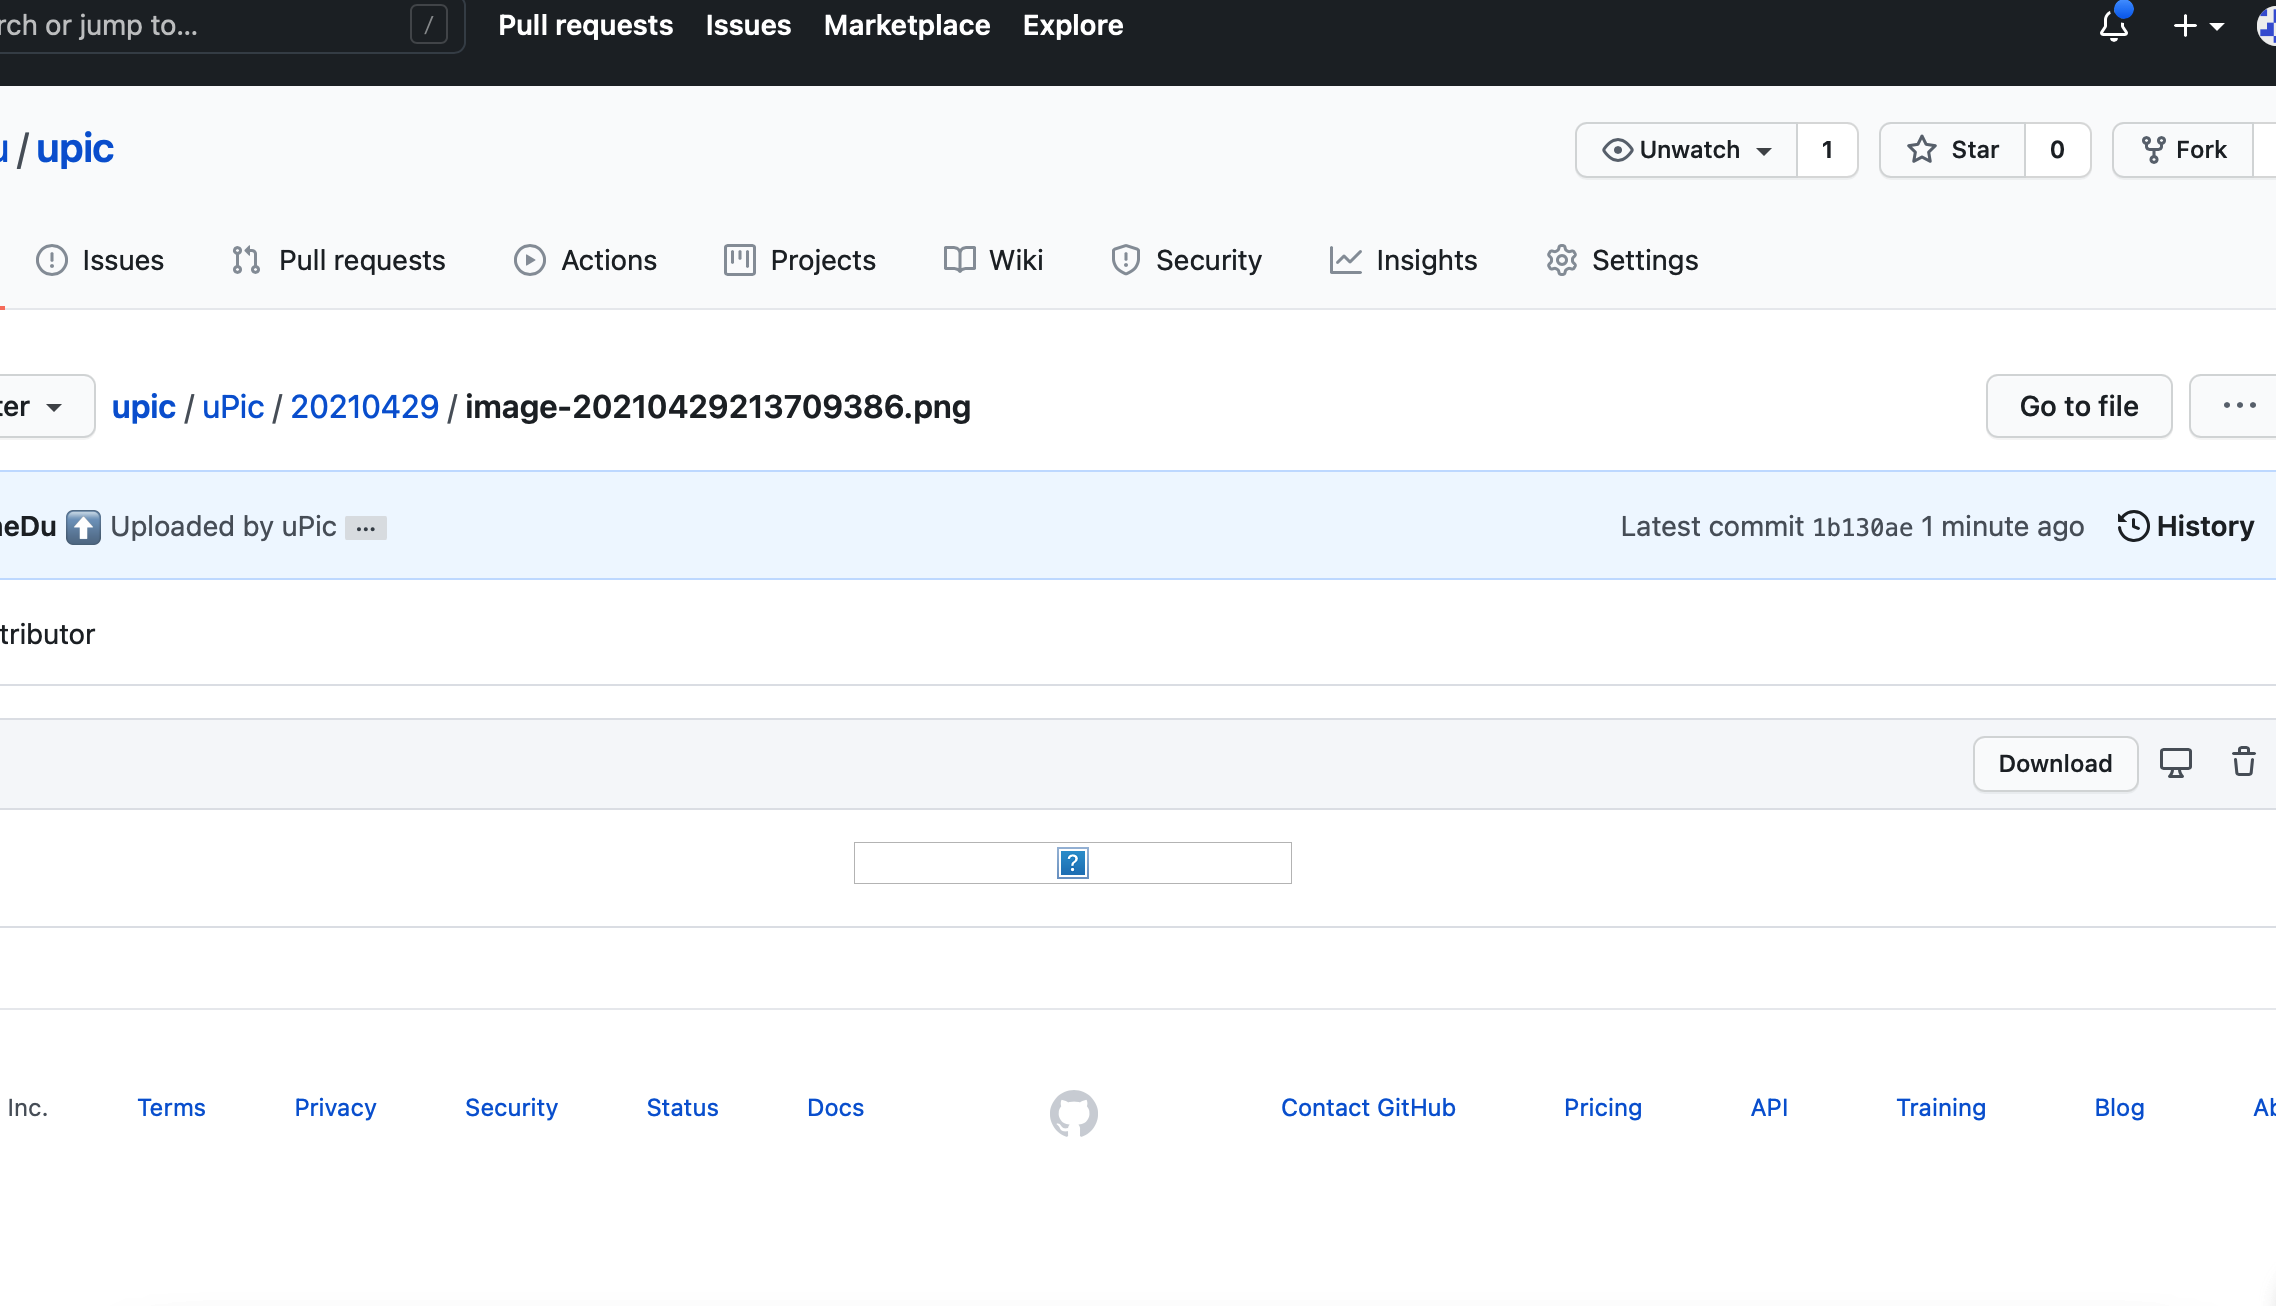 rch or jump to... / Pull requests Issues Marketplace Explore
/ upic Unwatch 1 Star 0 Fork
Issues Pull requests Actions Projects Wiki Security Insights Settings
ter upic / uPic / 20210429 / image-20210429213709386.png Go to file ...
neDu Uploaded by uPic ... Latest commit 1b130ae 1 minute ago History
tributor
Download
?
Inc. Terms Privacy Security Status Docs Contact GitHub Pricing API Training Blog Ab